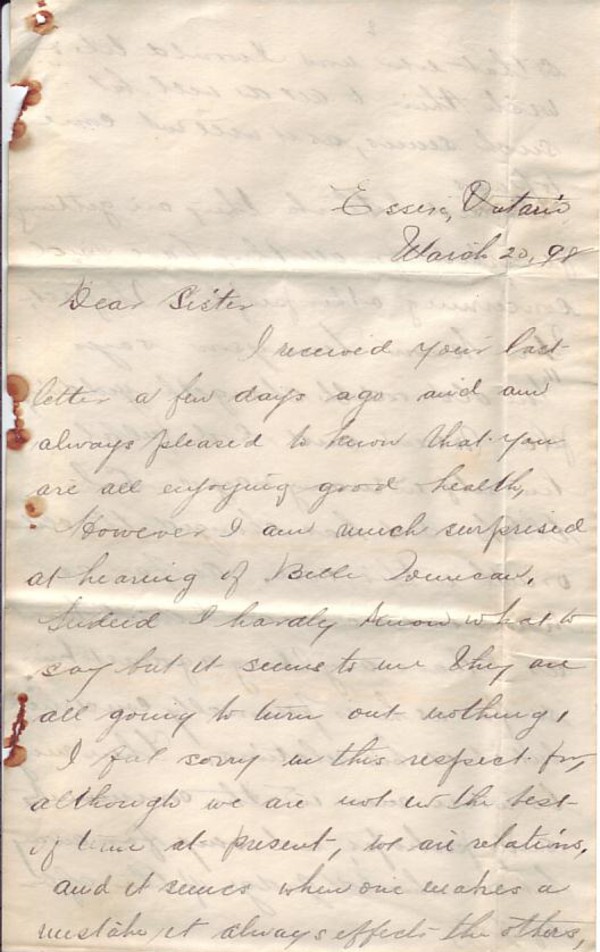 Essex, Ontario
March 20, 98
Dear Sister
I received your last
letter a few days ago and am
always pleased to know that you
are all enjoying good health,
However I am much surprised
at hearing of Belle Duncan.
Indeed I hardly know what to
say but it seems to me they are
all going to turn out nothing,
I feel sorry in this respect for,
although we are not in the best
of time at present, we are relations,
and it seems when one makes a
mistake it always effects the others,